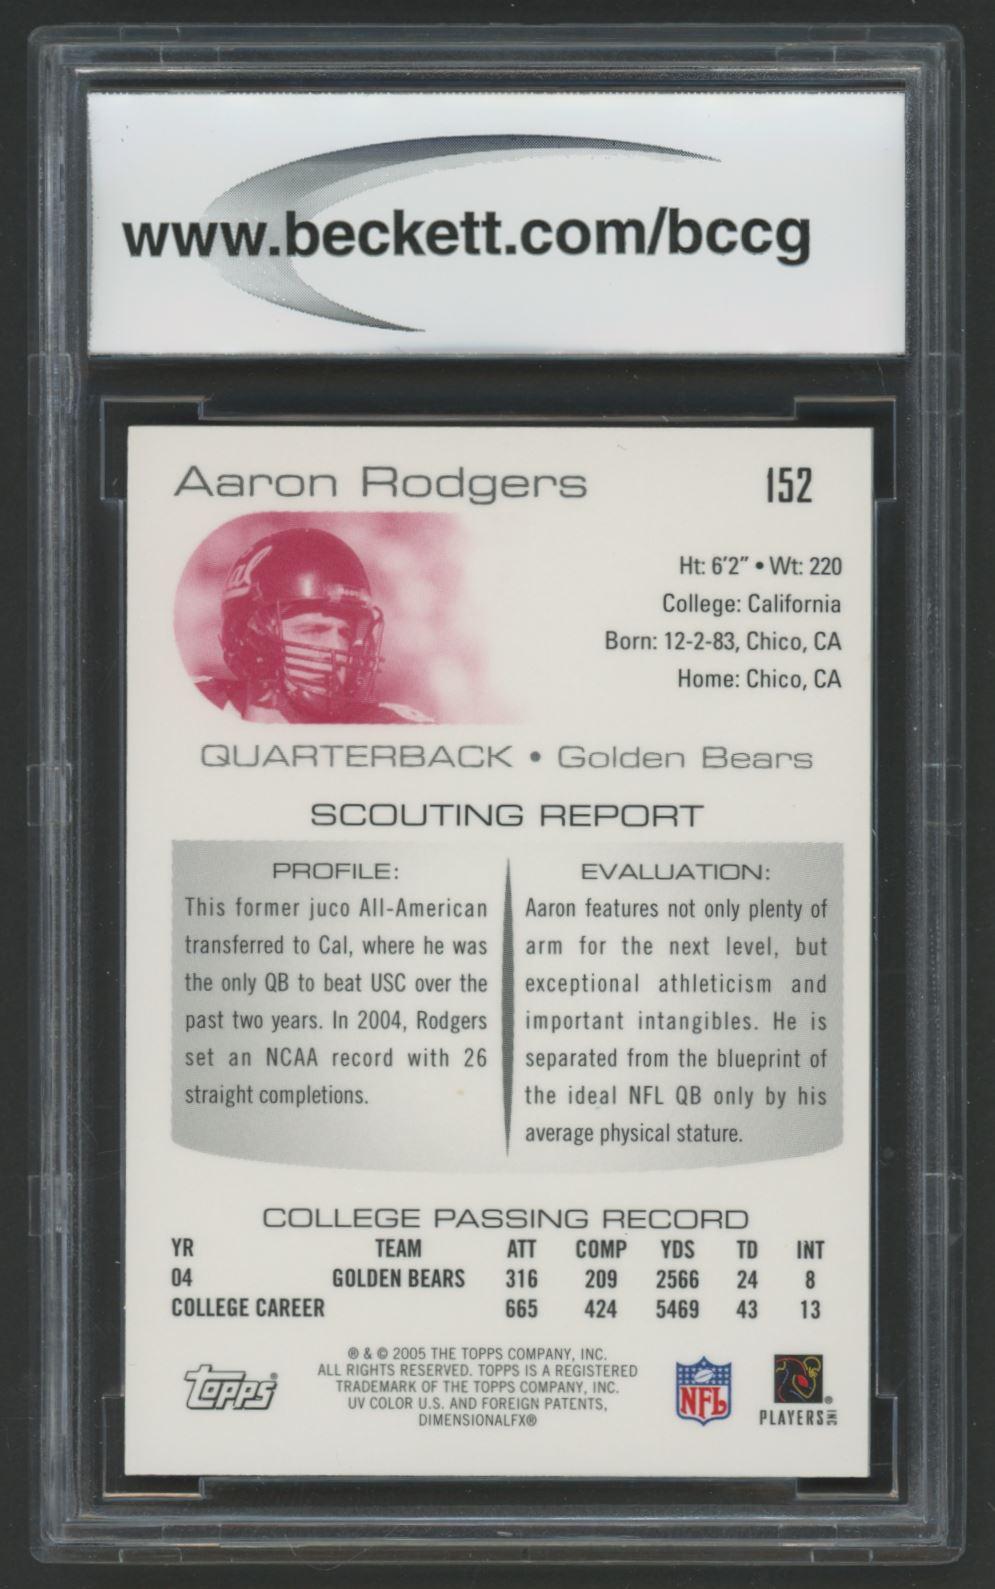 www.beckett.com/bccg
Aaron Rodgers
152
Cal
Ht: 6'2" • Wt: 220
College: California
Born: 12-2-83, Chico, CA
Home: Chico, CA
QUARTERBACK • Golden Bears
SCOUTING REPORT
PROFILE:
This former juco All-American
transferred to Cal, where he was
the only QB to beat USC over the
past two years. In 2004, Rodgers
set an NCAA record with 26
straight completions.
EVALUATION:
Aaron features not only plenty of
arm for the next level, but
exceptional athleticism and
important intangibles. He is
separated from the blueprint of
the ideal NFL QB only by his
average physical stature.
COLLEGE PASSING RECORD
YR TEAM ATT COMP YDS TD INT
04 GOLDEN BEARS 316 209 2566 24 8
COLLEGE CAREER 665 424 5469 43 13
® & © 2005 THE TOPPS COMPANY, INC.
ALL RIGHTS RESERVED. TOPPS IS A REGISTERED
TRADEMARK OF THE TOPPS COMPANY, INC.
UV COLOR U.S. AND FOREIGN PATENTS,
DIMENSIONALFX®
Topps®
NFL
PLAYERS INC